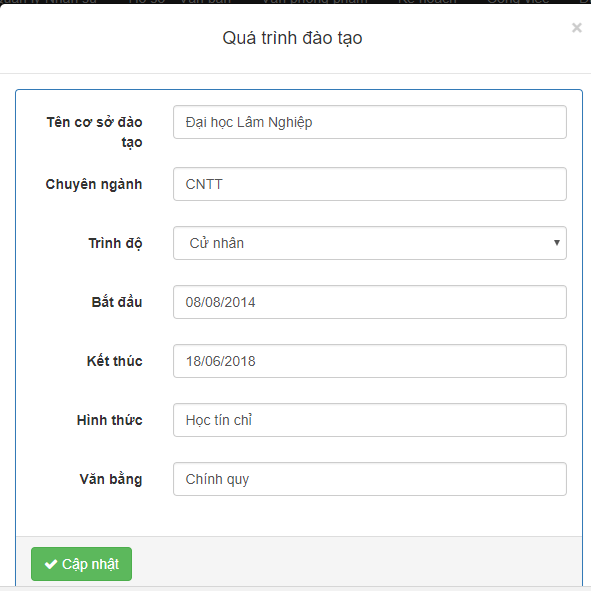 Quá trình đào tạo
×
Tên cơ sở đào
tạo
Đại học Lâm Nghiệp
Chuyên ngành
CNTT
Trình độ
Cử nhân
Bắt đầu
08/08/2014
Kết thúc
18/06/2018
Hình thức
Học tín chỉ
Văn bằng
Chính quy
Cập nhật